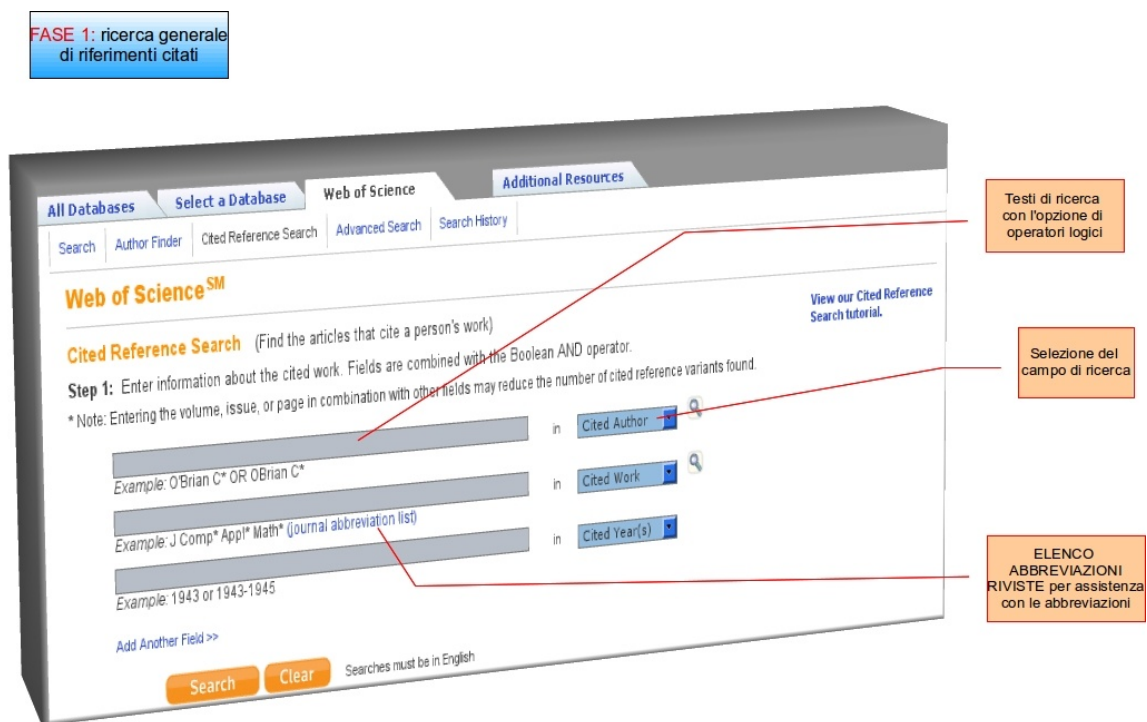 FASE 1: ricerca generale
di riferimenti citati
All Databases
Select a Database
Web of Science
Additional Resources
Search
Author Finder
Cited Reference Search
Advanced Search
Search History
Web of Science SM
View our Cited Reference
Search tutorial.
Cited Reference Search (Find the articles that cite a person's work)
Step 1: Enter information about the cited work. Fields are combined with the Boolean AND operator.
* Note: Entering the volume, issue, or page in combination with other fields may reduce the number of cited reference variants found.
in Cited Author
Example: O'Brian C* OR OBrian C*
in Cited Work
Example: J Comp* Appl* Math* (journal abbreviation list)
in Cited Year(s)
Example: 1943 or 1943-1945
Add Another Field >>
Search Clear Searches must be in English
Testi di ricerca
con l'opzione di
operatori logici
Selezione del
campo di ricerca
ELENCO
ABBREVIAZIONI
RIVISTE per assistenza
con le abbreviazioni